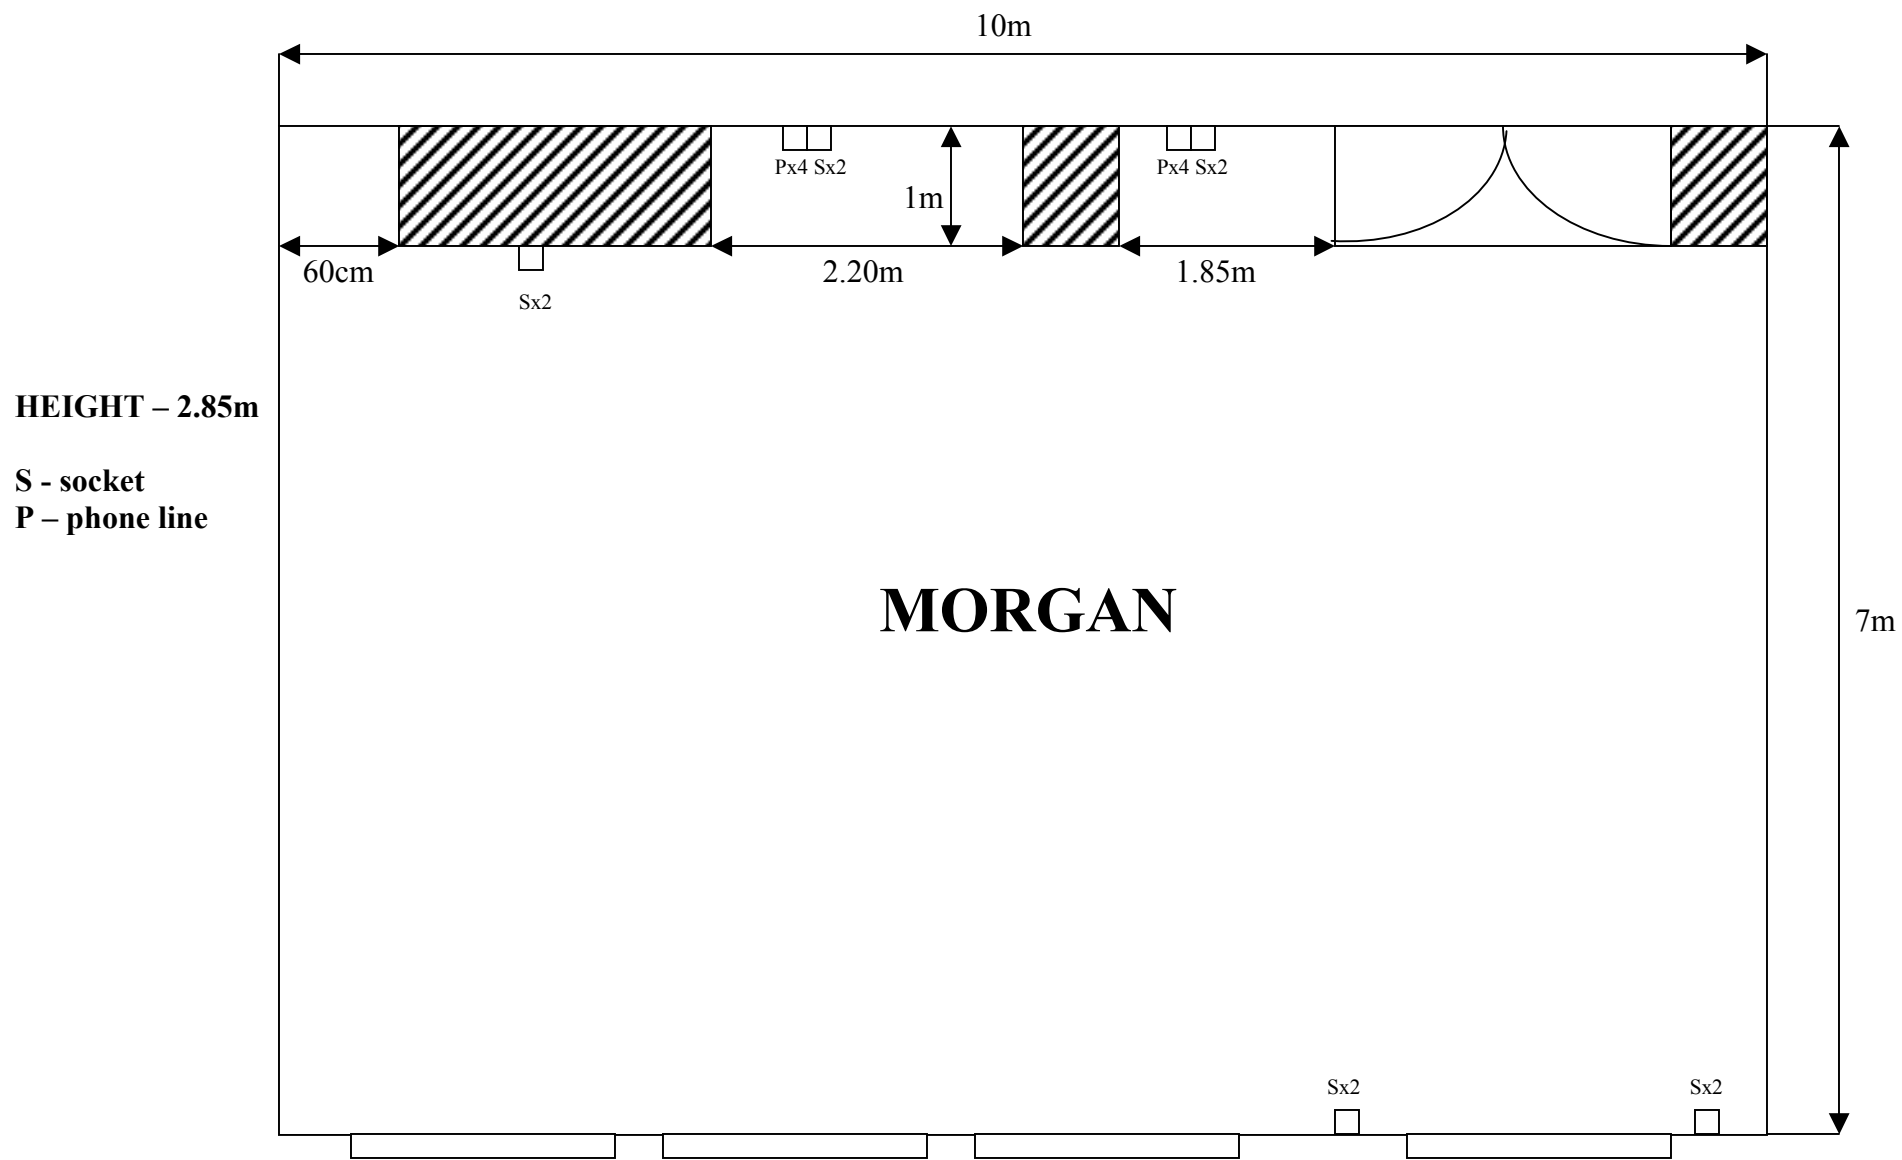 10m
Px4 Sx2
Px4 Sx2
1m
60cm
2.20m
1.85m
Sx2
HEIGHT – 2.85m
S - socket
P – phone line
MORGAN
7m
Sx2
Sx2